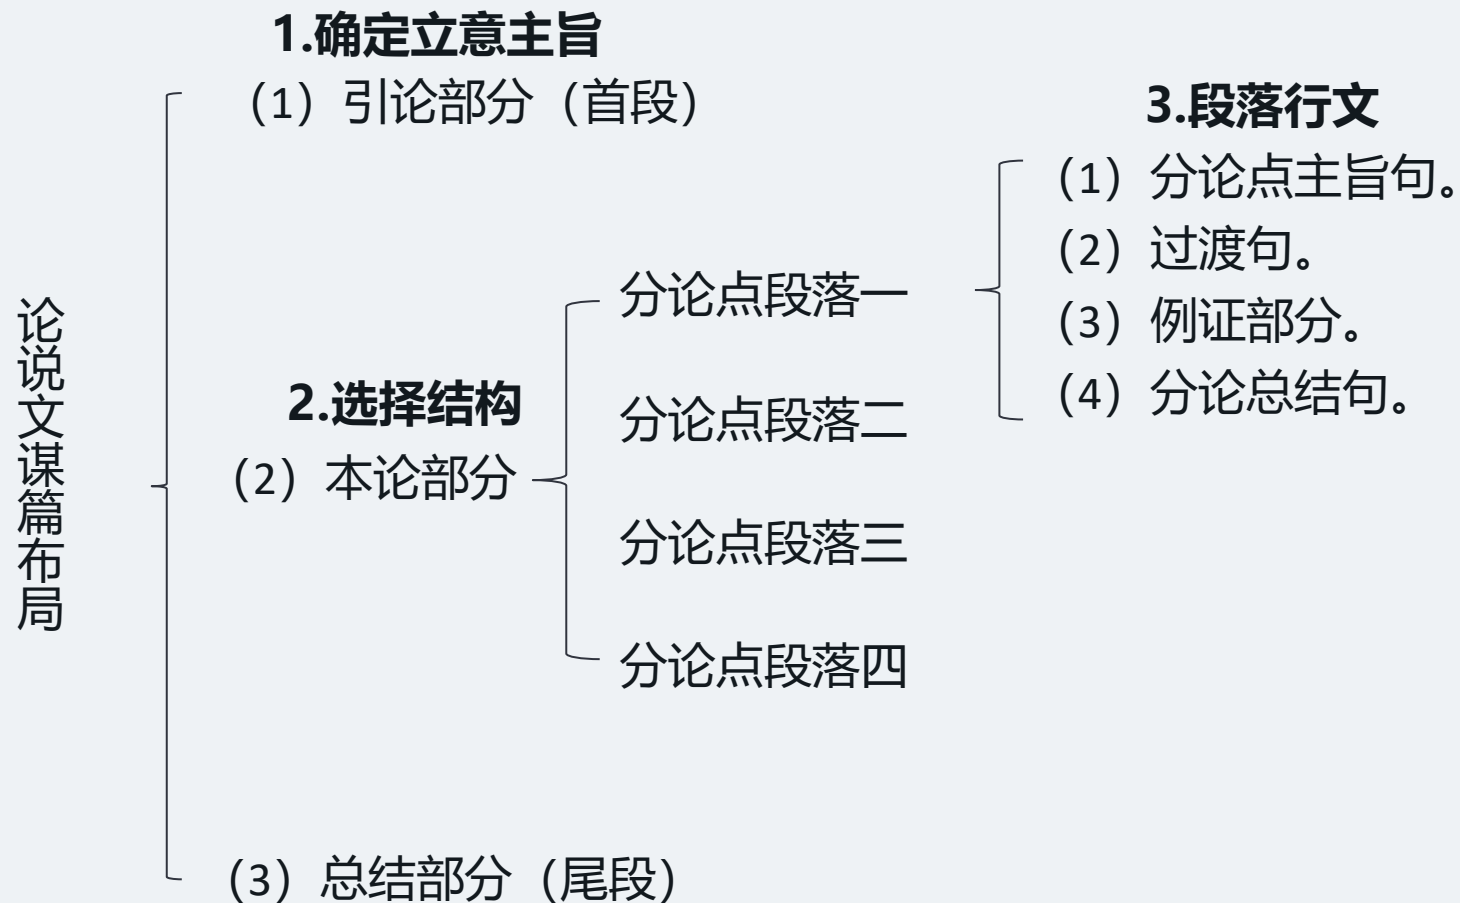 论说文谋篇布局
1.确定立意主旨
（1）引论部分（首段）
2.选择结构
（2）本论部分
分论点段落一
分论点段落二
分论点段落三
分论点段落四
3.段落行文
（1）分论点主旨句。
（2）过渡句。
（3）例证部分。
（4）分论总结句。
（3）总结部分（尾段）